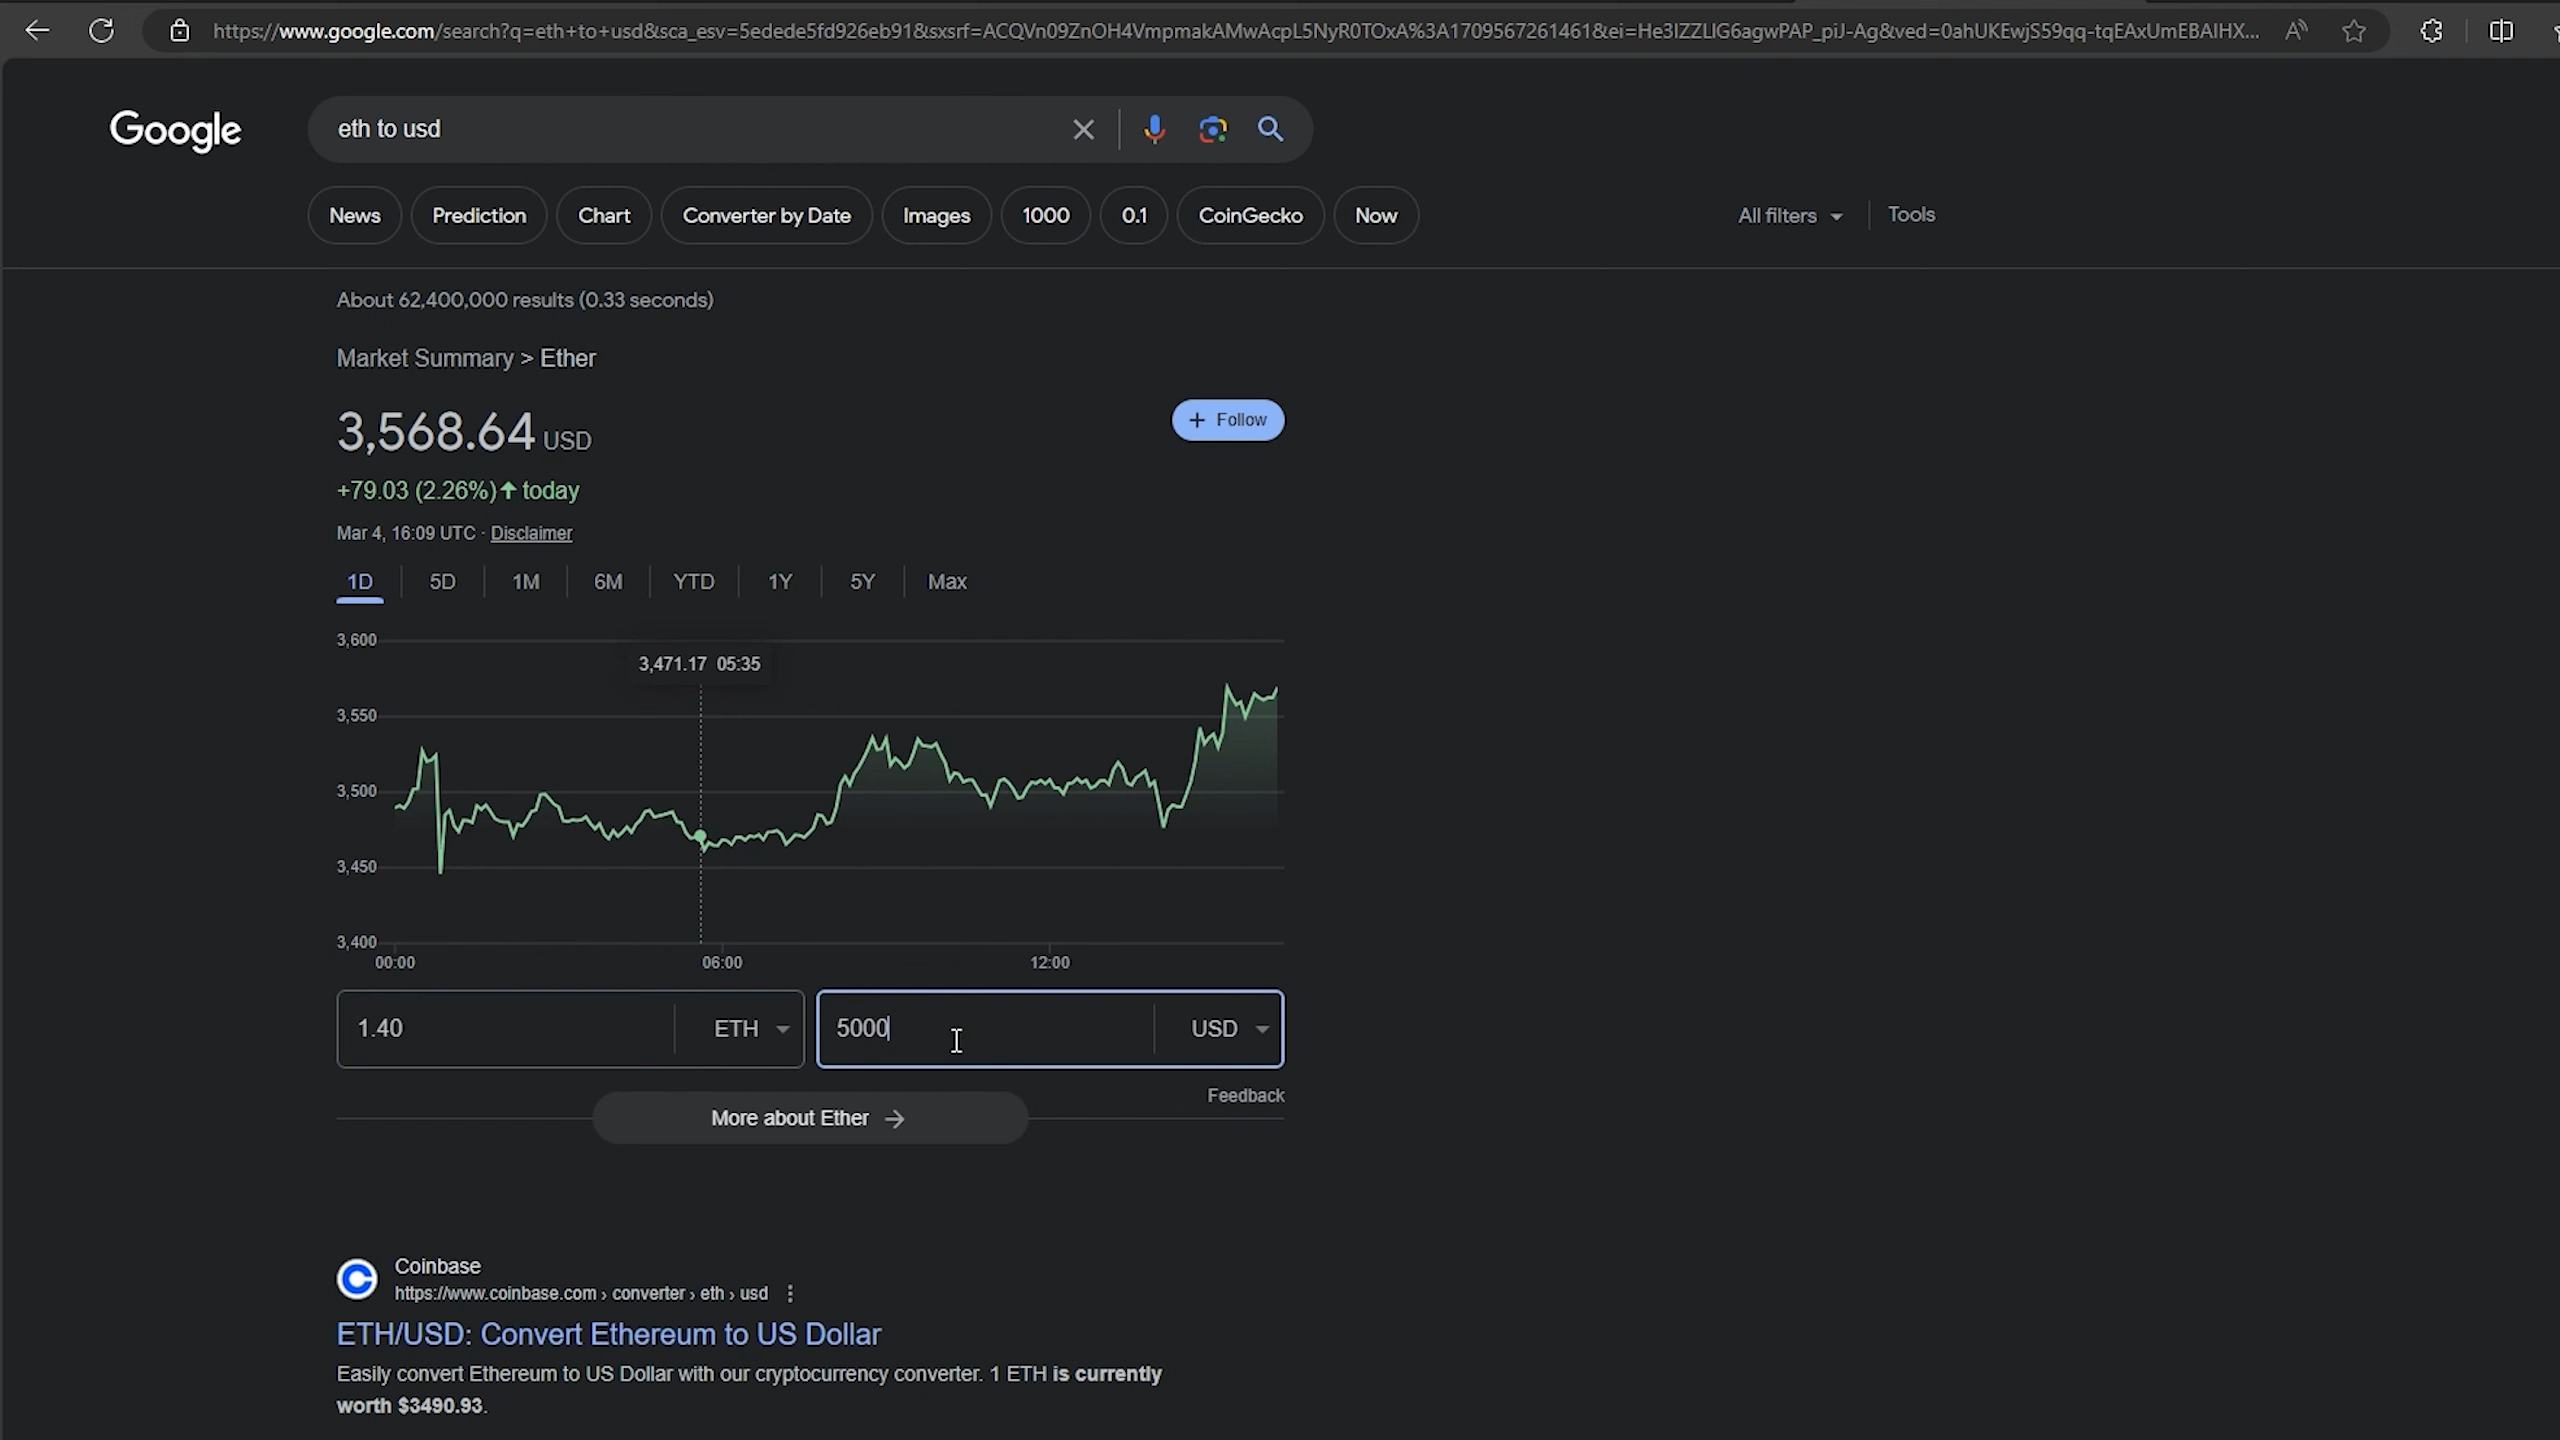 https://www.google.com/search?q=eth+to+usd&sca_esv=5edede5fd926eb91&sxsrf=ACQVn09ZnOH4VmpmakAMwAcpL5NyR0TOxA%3A1709567261461&ei=He3IZZLlG6agwPAP_piJ-Ag&ved=0ahUKEwjS59qq-tqEAxUmEBAIHX...
Google
eth to usd
News Prediction Chart Converter by Date Images 1000 0.1 CoinGecko Now All filters Tools
About 62,400,000 results (0.33 seconds)
Market Summary > Ether
3,568.64 USD
+ Follow
+79.03 (2.26%) ↑ today
Mar 4, 16:09 UTC · Disclaimer
1D 5D 1M 6M YTD 1Y 5Y Max
3,600
3,471.17 05:35
3,550
3,500
3,450
3,400
00:00 06:00 12:00
1.40 ETH 5000 USD
Feedback
More about Ether →
Coinbase
https://www.coinbase.com › converter › eth › usd
ETH/USD: Convert Ethereum to US Dollar
Easily convert Ethereum to US Dollar with our cryptocurrency converter. 1 ETH is currently
worth $3490.93.